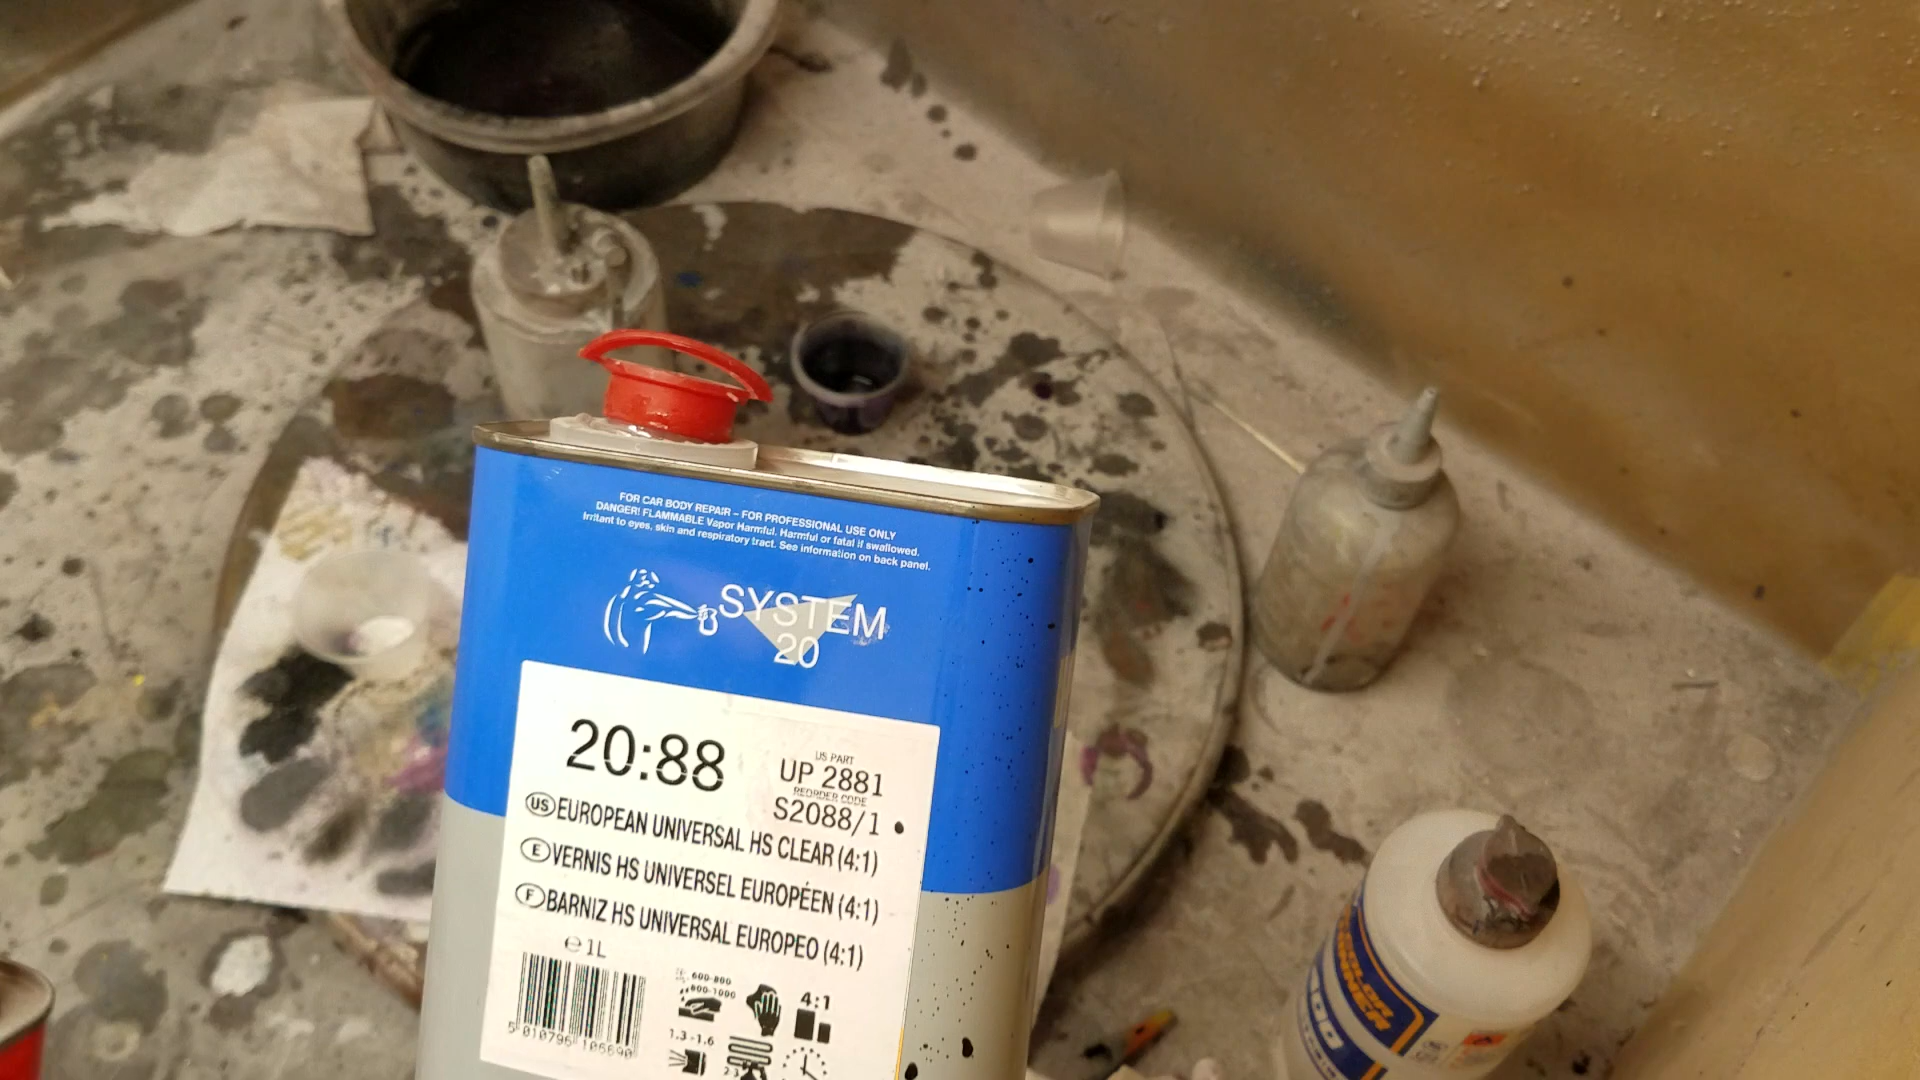 FOR CAR BODY REPAIR – FOR PROFESSIONAL USE ONLY
DANGER! FLAMMABLE Vapor Harmful. Harmful or fatal if swallowed.
Irritant to eyes, skin and respiratory tract. See information on back panel.
SYSTEM
20
20:88
US PART
UP 2881
REORDER CODE
S2088/1
US EUROPEAN UNIVERSAL HS CLEAR (4:1)
E VERNIS HS UNIVERSEL EUROPÉEN (4:1)
F BARNIZ HS UNIVERSAL EUROPEO (4:1)
e 1L
600-800
800-1000
4:1
1.3-1.6
5 010796 106690